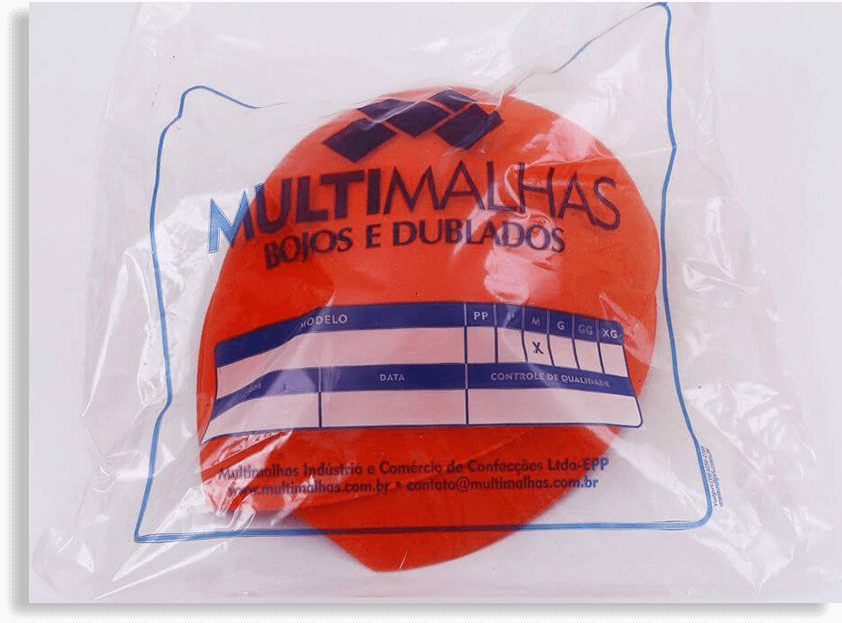 MULTIMALHAS
BOJOS E DUBLADOS
MODELO PP P M G GG XG
X
DATA CONTROLE DE QUALIDADE
Multimalhas Indústria e Comércio de Confecções Ltda-EPP
www.multimalhas.com.br • contato@multimalhas.com.br